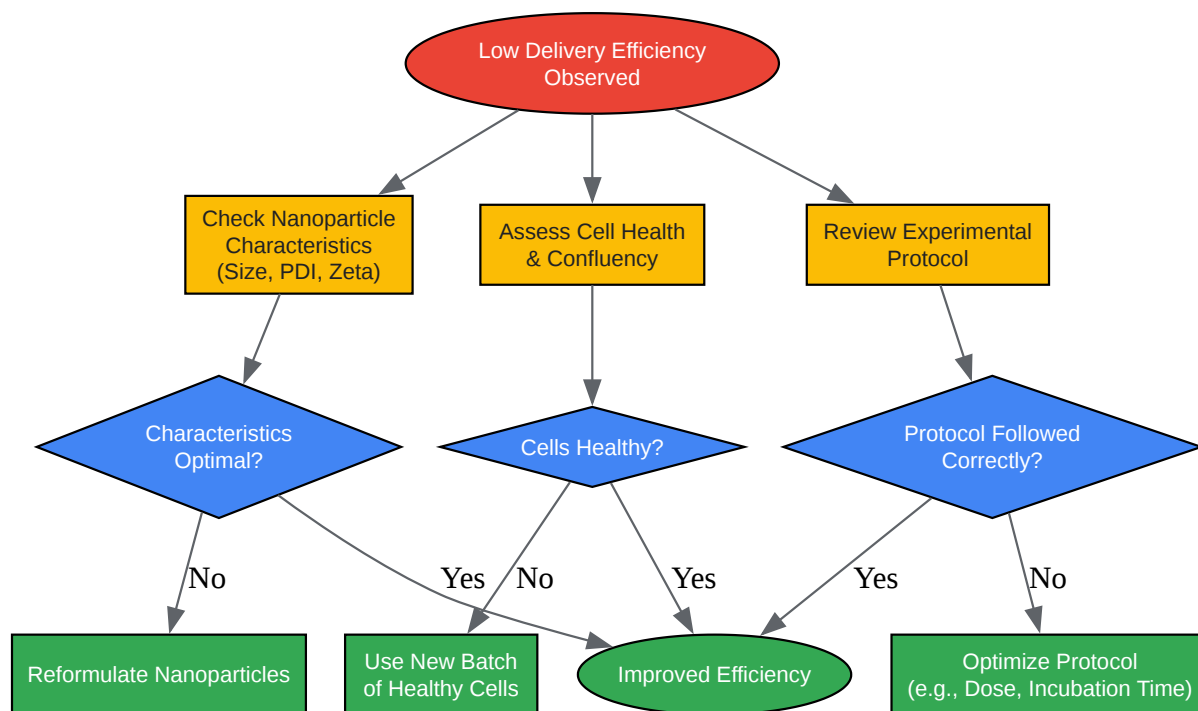 Low Delivery Efficiency
Observed
Check Nanoparticle
Characteristics
(Size, PDI, Zeta)
Assess Cell Health
& Confluency
Review Experimental
Protocol
Characteristics
Optimal?
Cells Healthy?
Protocol Followed
Correctly?
No
Yes
No
Yes
Yes
No
Reformulate Nanoparticles
Use New Batch
of Healthy Cells
Improved Efficiency
Optimize Protocol
(e.g., Dose, Incubation Time)